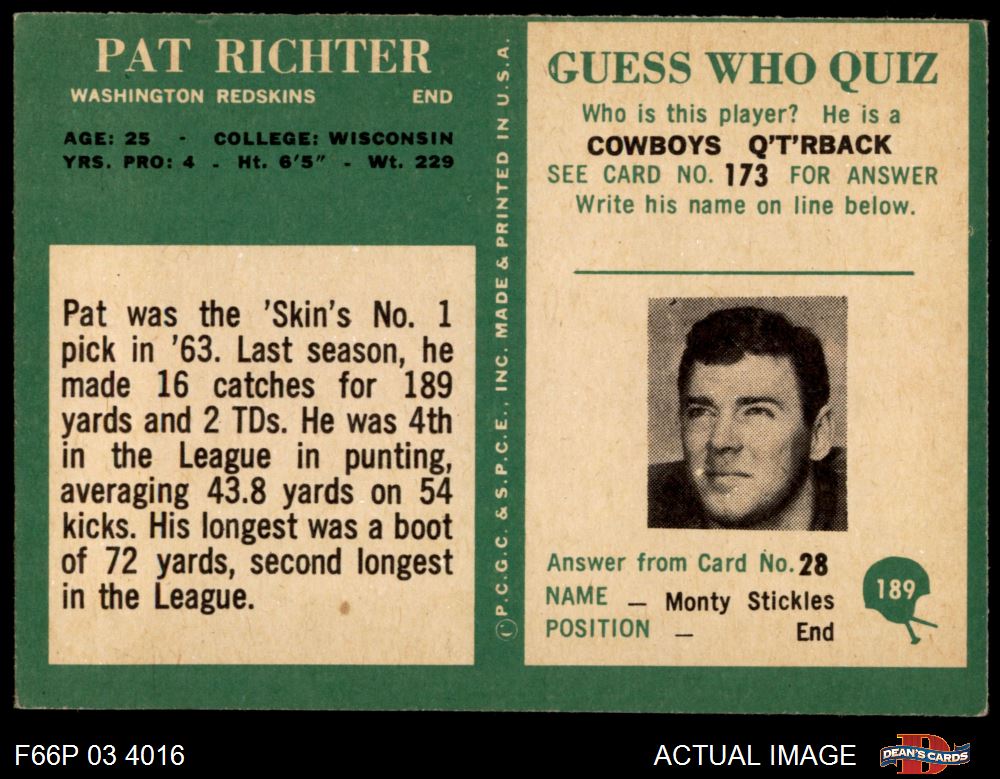 PAT RICHTER
WASHINGTON REDSKINS END
AGE: 25 - COLLEGE: WISCONSIN
YRS. PRO: 4 - Ht. 6'5" - Wt. 229
Pat was the 'Skin's No. 1
pick in '63. Last season, he
made 16 catches for 189
yards and 2 TDs. He was 4th
in the League in punting,
averaging 43.8 yards on 54
kicks. His longest was a boot
of 72 yards, second longest
in the League.
©P.C.G.C. & S.P.C.E., INC. MADE & PRINTED IN U.S.A.
GUESS WHO QUIZ
Who is this player? He is a
COWBOYS Q'T'RBACK
SEE CARD NO. 173 FOR ANSWER
Write his name on line below.
Answer from Card No. 28
NAME — Monty Stickles
POSITION — End
189
F66P 03 4016
ACTUAL IMAGE
DEAN'S CARDS